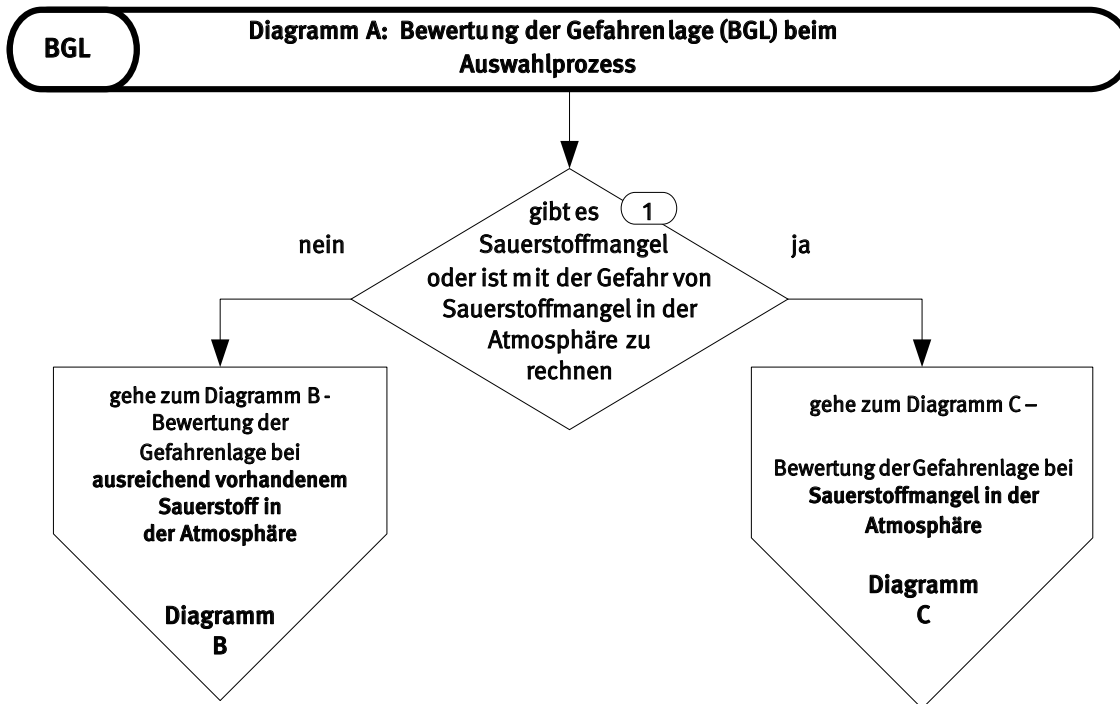 BGL
Diagramm A: Bewertung der Gefahrenlage (BGL) beim
Auswahlprozess
gibt es
1
Sauerstoffmangel
oder ist mit der Gefahr von
Sauerstoffmangel in der
Atmosphäre zu
rechnen
nein
ja
gehe zum Diagramm B -
Bewertung der
Gefahrenlage bei
ausreichend vorhandenem
Sauerstoff in
der Atmosphäre
Diagramm
B
gehe zum Diagramm C –
Bewertung der Gefahrenlage bei
Sauerstoffmangel in der
Atmosphäre
Diagramm
C